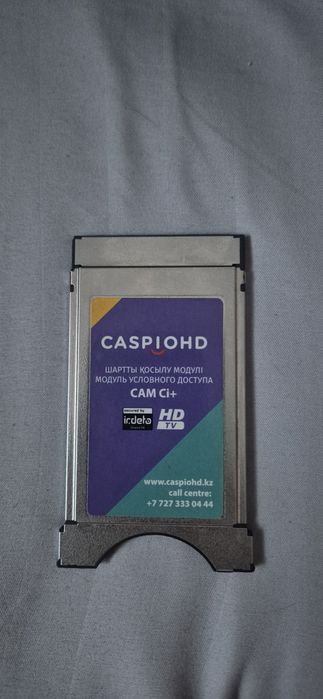 CASPIOHD
ШАРТТЫ ҚОСЫЛУ МОДУЛІ
МОДУЛЬ УСЛОВНОГО ДОСТУПА
CAM Ci+
secured by
irdeto
HD
TV
www.caspiohd.kz
call centre:
+7 727 333 04 44